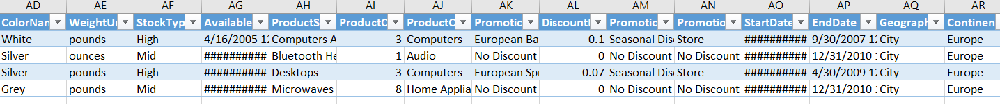 AD AE AF AG AH AI AJ AK AL AM AN AO AP AQ AR
ColorNan WeightU StockTyp Available ProductS ProductC ProductC Promotio Discount Promotio Promotio StartDate EndDate Geograph Continen
White pounds High 4/16/2005 12 Computers A 3 Computers European Ba 0.1 Seasonal Dis Store ########## 9/30/2007 12 City Europe
Silver ounces Mid ########## Bluetooth He 1 Audio No Discount 0 No Discount No Discount ########## 12/31/2010 1 City Europe
Silver pounds High ########## Desktops 3 Computers European Spr 0.07 Seasonal Dis Store ########## 4/30/2009 12 City Europe
Grey pounds Mid ########## Microwaves 8 Home Applia No Discount 0 No Discount No Discount ########## 12/31/2010 1 City Europe